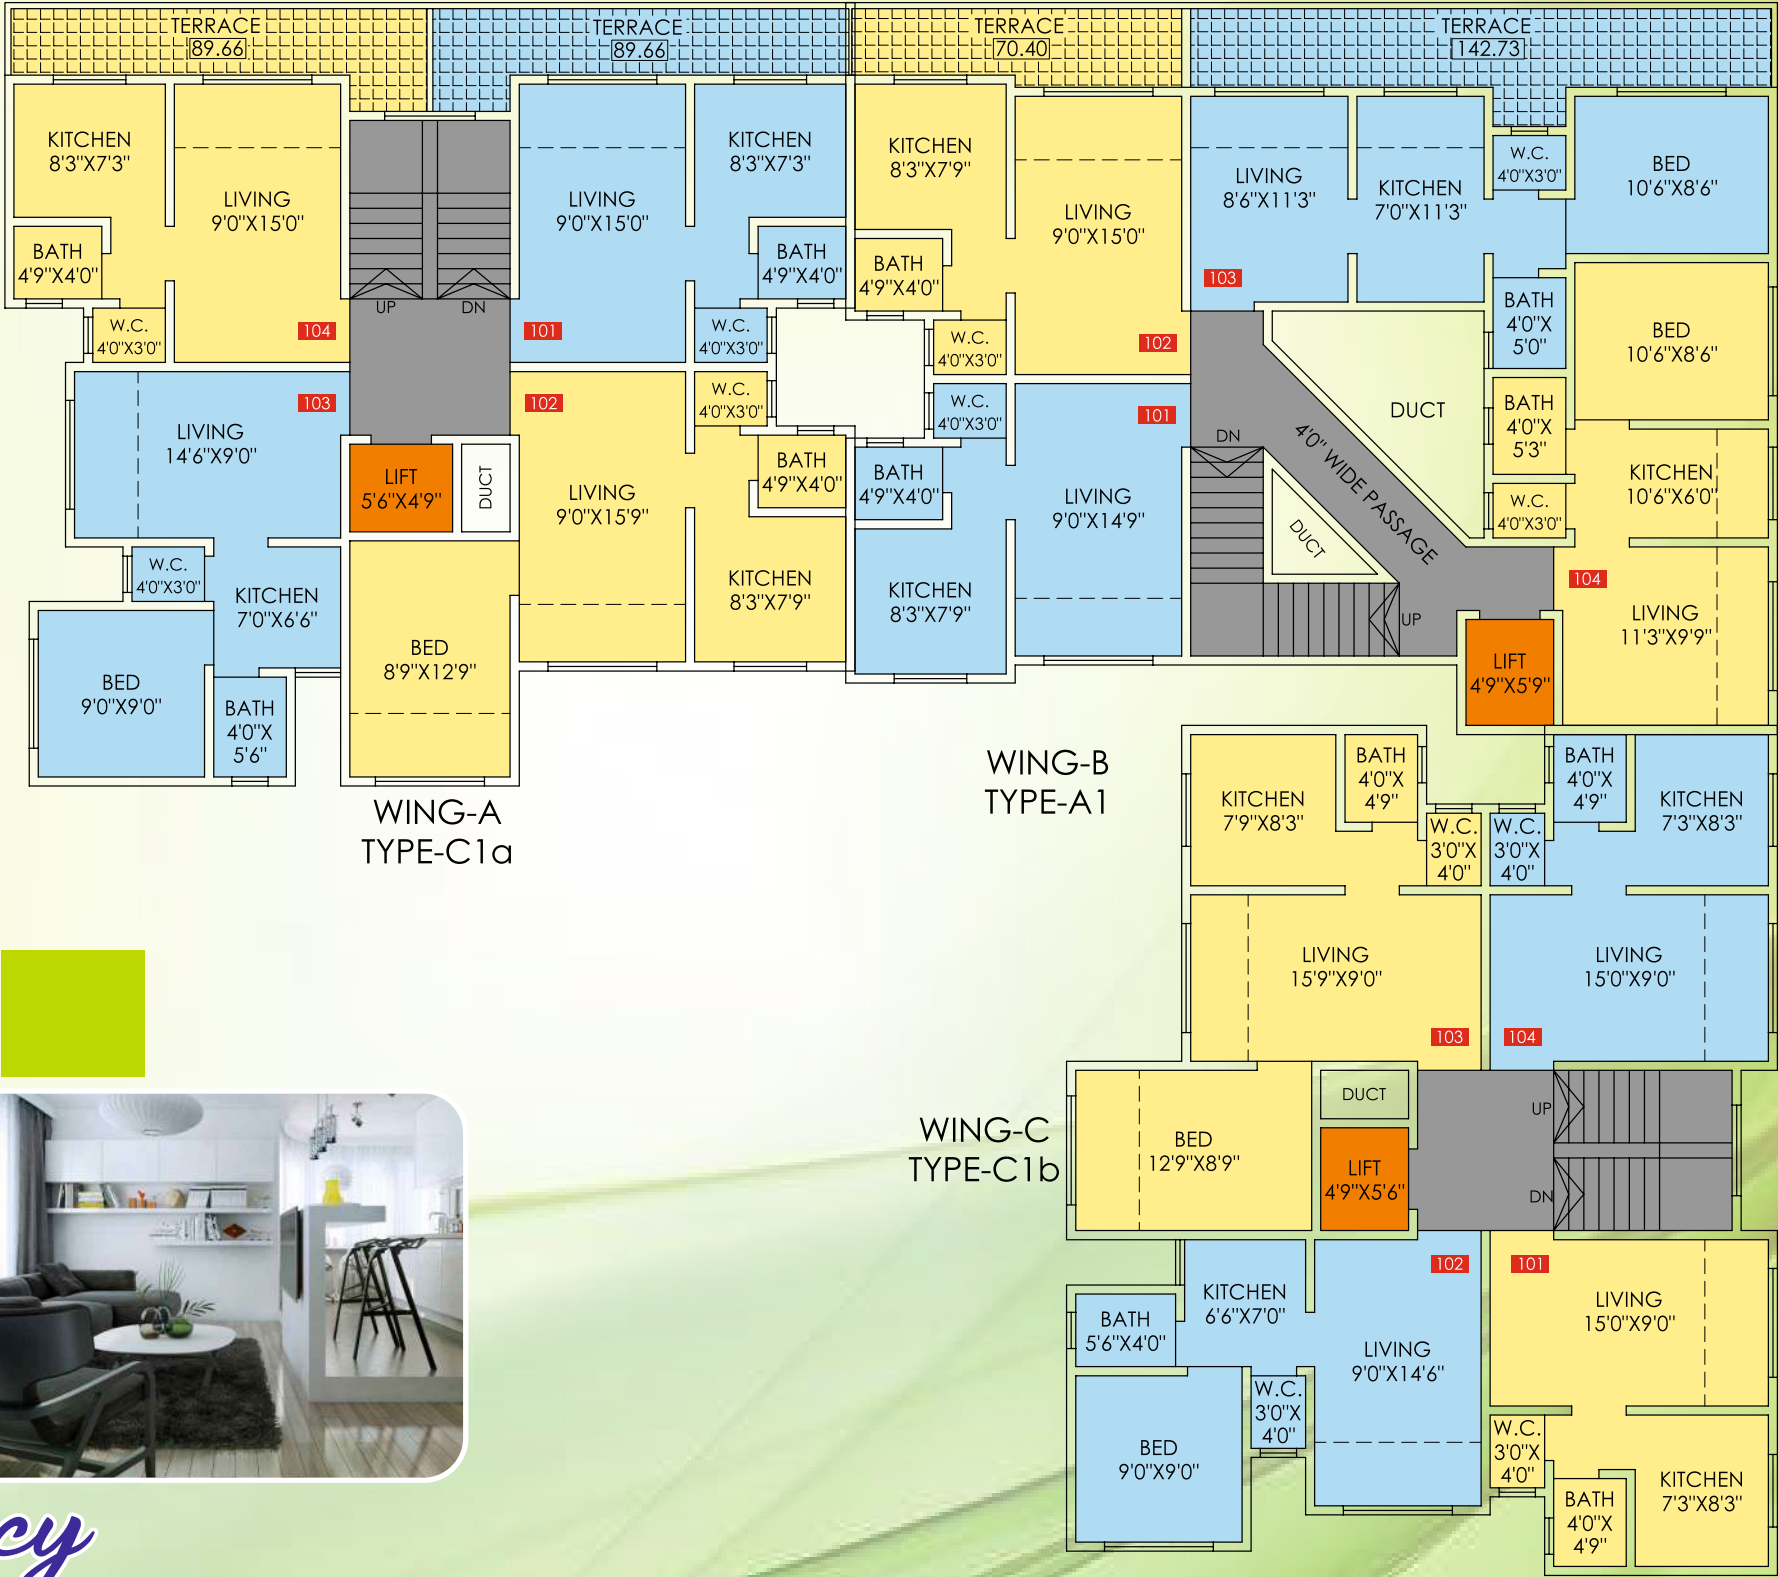 TERRACE
89.66
TERRACE
89.66
TERRACE
70.40
TERRACE
142.73
KITCHEN
8'3"X7'3"
LIVING
9'0"X15'0"
BATH
4'9"X4'0"
W.C.
4'0"X3'0"
104
UP
DN
LIVING
9'0"X15'0"
KITCHEN
8'3"X7'3"
BATH
4'9"X4'0"
W.C.
4'0"X3'0"
101
103
LIVING
14'6"X9'0"
W.C.
4'0"X3'0"
KITCHEN
7'0"X6'6"
BED
9'0"X9'0"
BATH
4'0"X
5'6"
LIFT
5'6"X4'9"
DUCT
102
W.C.
4'0"X3'0"
BATH
4'9"X4'0"
LIVING
9'0"X15'9"
KITCHEN
8'3"X7'9"
BED
8'9"X12'9"
WING-A
TYPE-C1a
KITCHEN
8'3"X7'9"
LIVING
9'0"X15'0"
BATH
4'9"X4'0"
W.C.
4'0"X3'0"
102
LIVING
8'6"X11'3"
KITCHEN
7'0"X11'3"
W.C.
4'0"X3'0"
BED
10'6"X8'6"
103
BATH
4'0"X
5'0"
W.C.
4'0"X3'0"
101
BATH
4'9"X4'0"
LIVING
9'0"X14'9"
KITCHEN
8'3"X7'9"
DUCT
DN
4'0" WIDE PASSAGE
DUCT
UP
BED
10'6"X8'6"
BATH
4'0"X
5'3"
KITCHEN
10'6"X6'0"
W.C.
4'0"X3'0"
104
LIVING
11'3"X9'9"
LIFT
4'9"X5'9"
WING-B
TYPE-A1
KITCHEN
7'9"X8'3"
BATH
4'0"X
4'9"
W.C.
3'0"X
4'0"
LIVING
15'9"X9'0"
103
BATH
4'0"X
4'9"
KITCHEN
7'3"X8'3"
W.C.
3'0"X
4'0"
LIVING
15'0"X9'0"
104
WING-C
TYPE-C1b
BED
12'9"X8'9"
DUCT
LIFT
4'9"X5'6"
UP
DN
102
KITCHEN
6'6"X7'0"
BATH
5'6"X4'0"
LIVING
9'0"X14'6"
W.C.
3'0"X
4'0"
BED
9'0"X9'0"
101
LIVING
15'0"X9'0"
W.C.
3'0"X
4'0"
BATH
4'0"X
4'9"
KITCHEN
7'3"X8'3"
cy